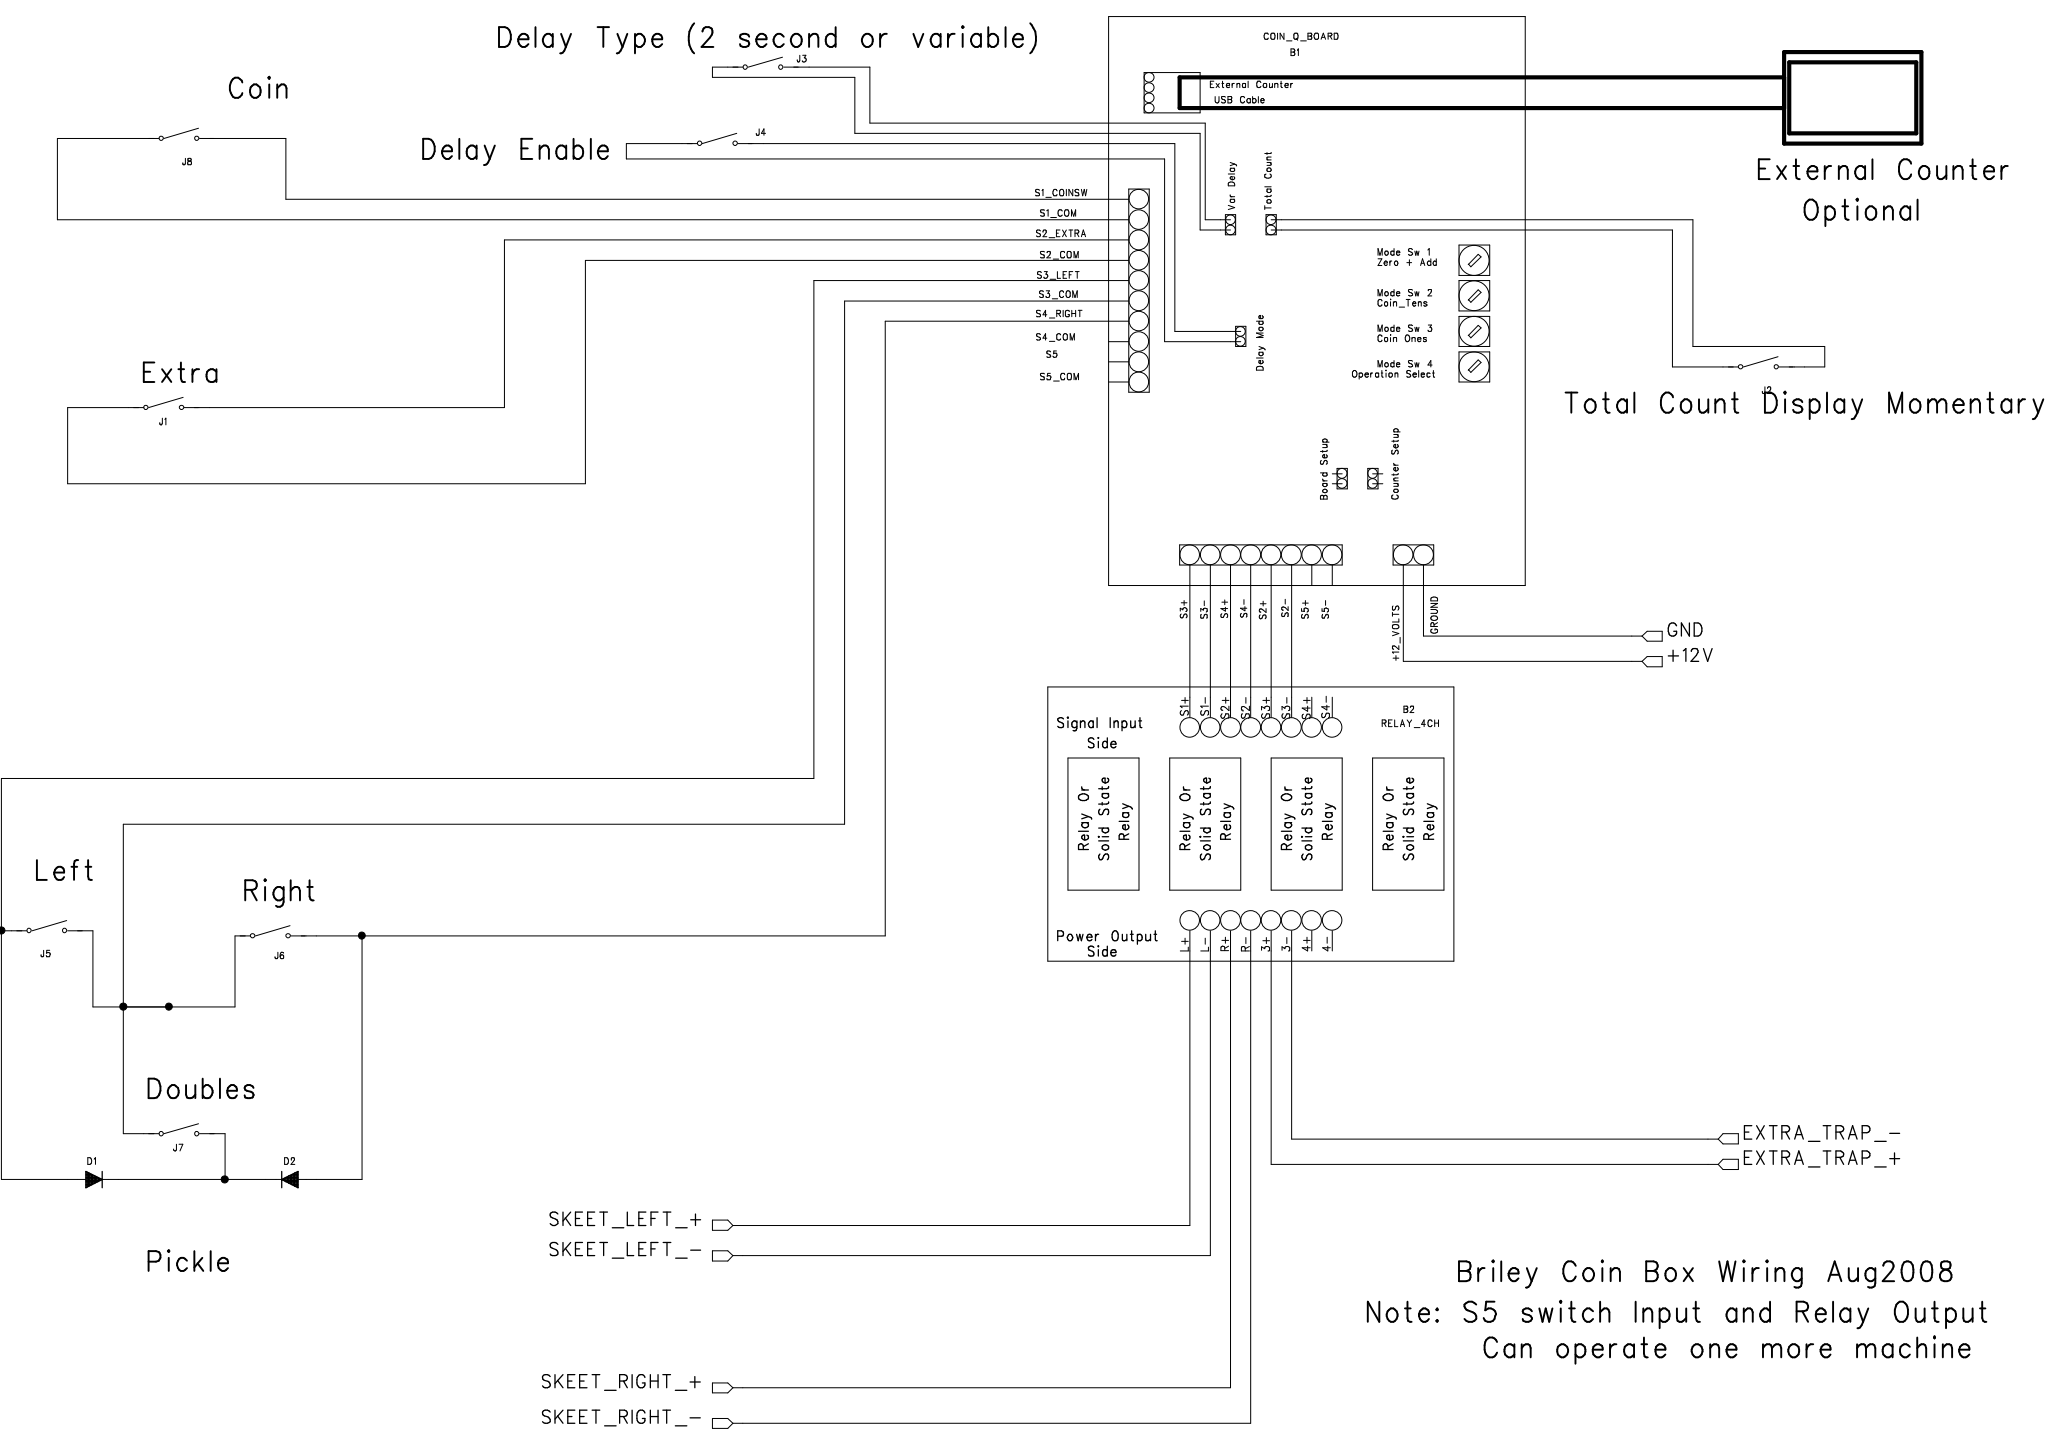 Delay Type (2 second or variable)
J3
COIN_Q_BOARD
B1
External Counter
USB Cable
Coin
J8
Delay Enable
J4
External Counter
Optional
Var Delay
Total Count
S1_COINSW
S1_COM
S2_EXTRA
S2_COM
S3_LEFT
S3_COM
S4_RIGHT
S4_COM
S5
S5_COM
Mode Sw 1
Zero + Add
Mode Sw 2
Coin_Tens
Mode Sw 3
Coin Ones
Mode Sw 4
Operation Select
Delay Mode
Extra
J1
J2
Total Count Display Momentary
Board Setup
Counter Setup
S3+
S3-
S4+
S4-
S2+
S2-
S5+
S5-
+12_VOLTS
GROUND
GND
+12V
S1+
S1-
S2+
S2-
S3+
S3-
S4+
S4-
B2
RELAY_4CH
Signal Input
Side
Relay Or
Solid State
Relay
Relay Or
Solid State
Relay
Relay Or
Solid State
Relay
Relay Or
Solid State
Relay
Power Output
Side
L+
L-
R+
R-
3+
3-
4+
4-
Left
J5
Right
J6
Doubles
J7
D1
D2
Pickle
EXTRA_TRAP_-
EXTRA_TRAP_+
SKEET_LEFT_+
SKEET_LEFT_-
SKEET_RIGHT_+
SKEET_RIGHT_-
Briley Coin Box Wiring Aug2008
Note: S5 switch Input and Relay Output
Can operate one more machine